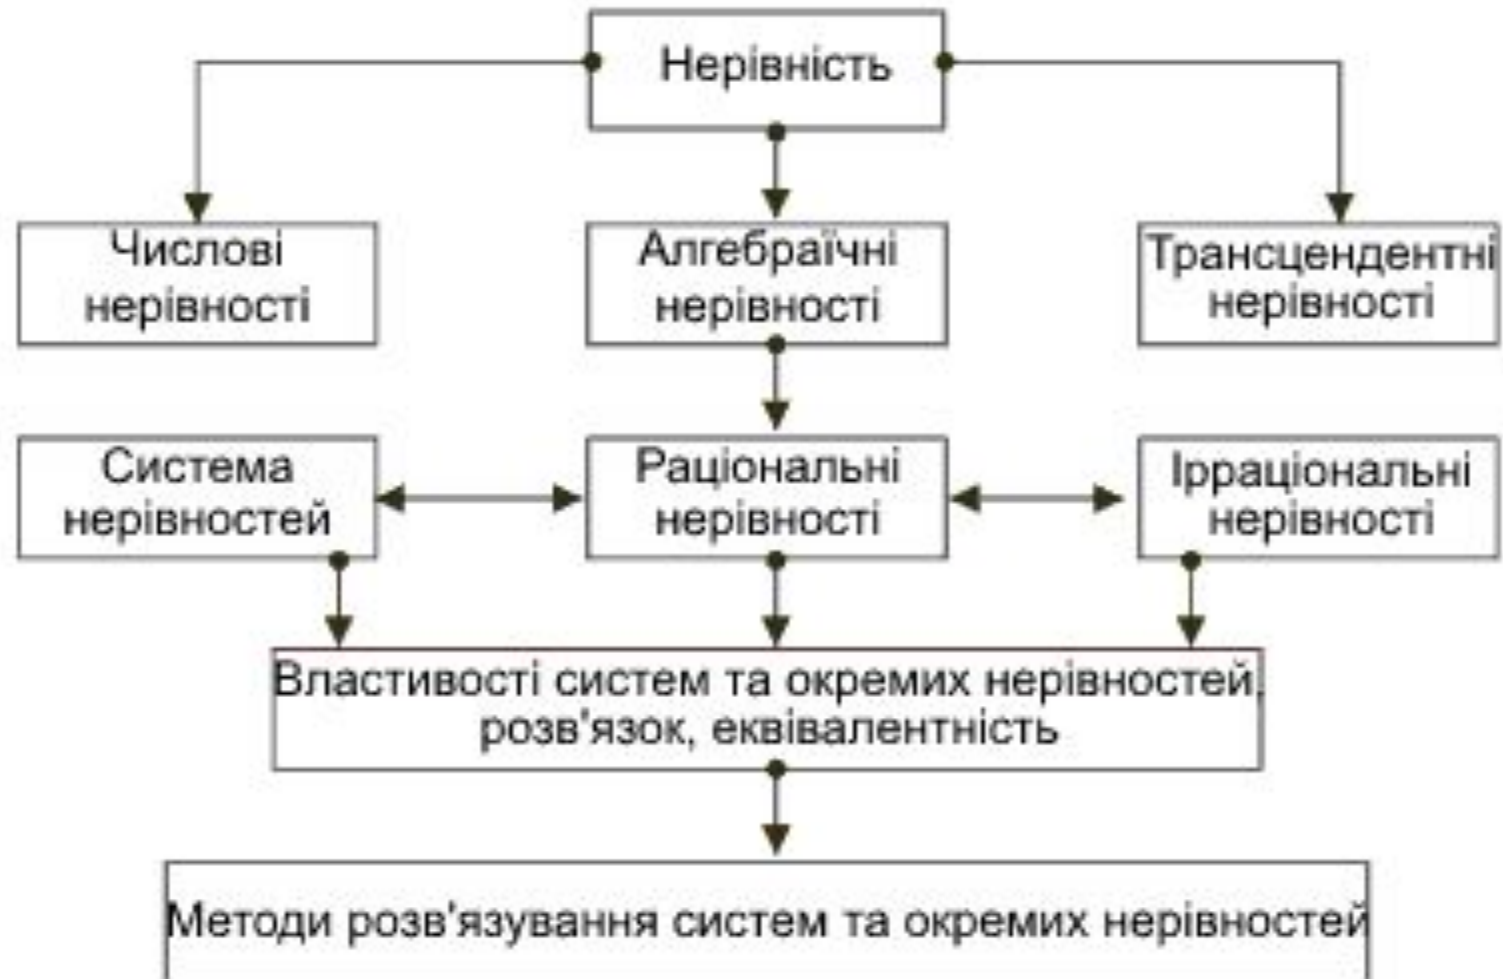 Нерівність
Числові
нерівності
Алгебраїчні
нерівності
Трансцендентні
нерівності
Система
нерівностей
Раціональні
нерівності
Ірраціональні
нерівності
Властивості систем та окремих нерівностей,
розв'язок, еквівалентність
Методи розв'язування систем та окремих нерівностей